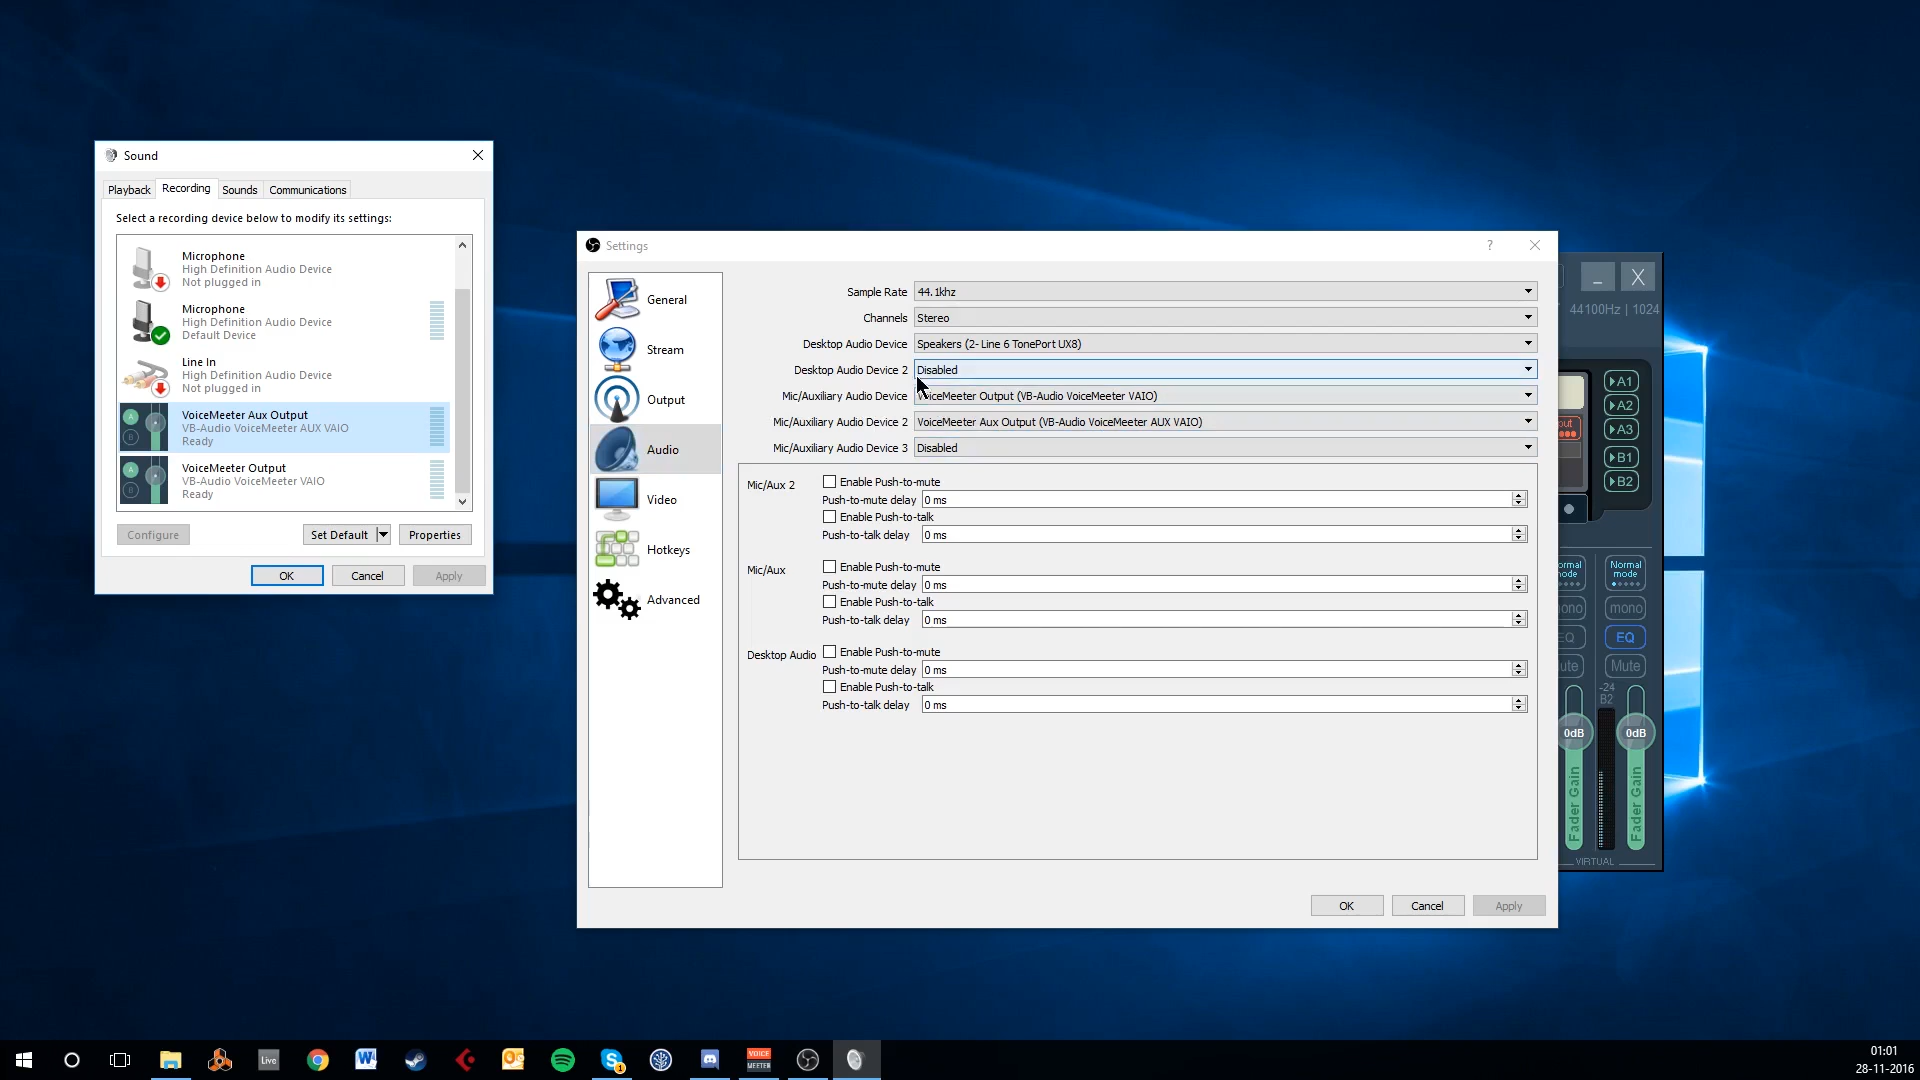 Sound
Playback Recording Sounds Communications
Select a recording device below to modify its settings:
Microphone
High Definition Audio Device
Not plugged in
Microphone
High Definition Audio Device
Default Device
Line In
High Definition Audio Device
Not plugged in
VoiceMeeter Aux Output
VB-Audio VoiceMeeter AUX VAIO
Ready
VoiceMeeter Output
VB-Audio VoiceMeeter VAIO
Ready
Configure Set Default Properties
OK Cancel Apply
Settings ?
General
Stream
Output
Audio
Video
Hotkeys
Advanced
Sample Rate 44.1khz
Channels Stereo
Desktop Audio Device Speakers (2- Line 6 TonePort UX8)
Desktop Audio Device 2 Disabled
Mic/Auxiliary Audio Device VoiceMeeter Output (VB-Audio VoiceMeeter VAIO)
Mic/Auxiliary Audio Device 2 VoiceMeeter Aux Output (VB-Audio VoiceMeeter AUX VAIO)
Mic/Auxiliary Audio Device 3 Disabled
Mic/Aux 2 Enable Push-to-mute
Push-to-mute delay 0 ms
Enable Push-to-talk
Push-to-talk delay 0 ms
Mic/Aux Enable Push-to-mute
Push-to-mute delay 0 ms
Enable Push-to-talk
Push-to-talk delay 0 ms
Desktop Audio Enable Push-to-mute
Push-to-mute delay 0 ms
Enable Push-to-talk
Push-to-talk delay 0 ms
OK Cancel Apply
_ X
44100Hz | 1024
A1
A2
A3
B1
B2
Normal
mode
mono
EQ EQ
Mute
-24
B2
0dB 0dB
Fader Gain Fader Gain
VIRTUAL
Live
W
1
VOICE
MEETER
01:01
28-11-2016